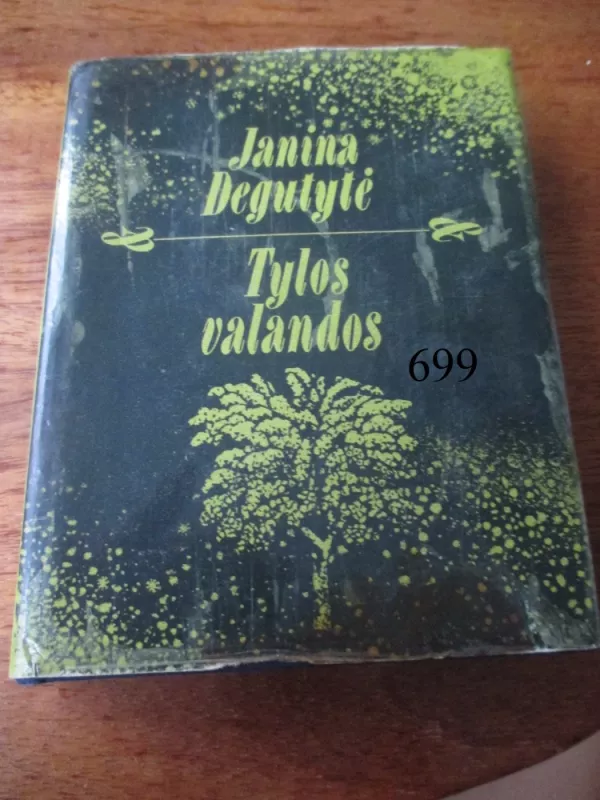 Janina
Degutytė
Tylos
valandos
699